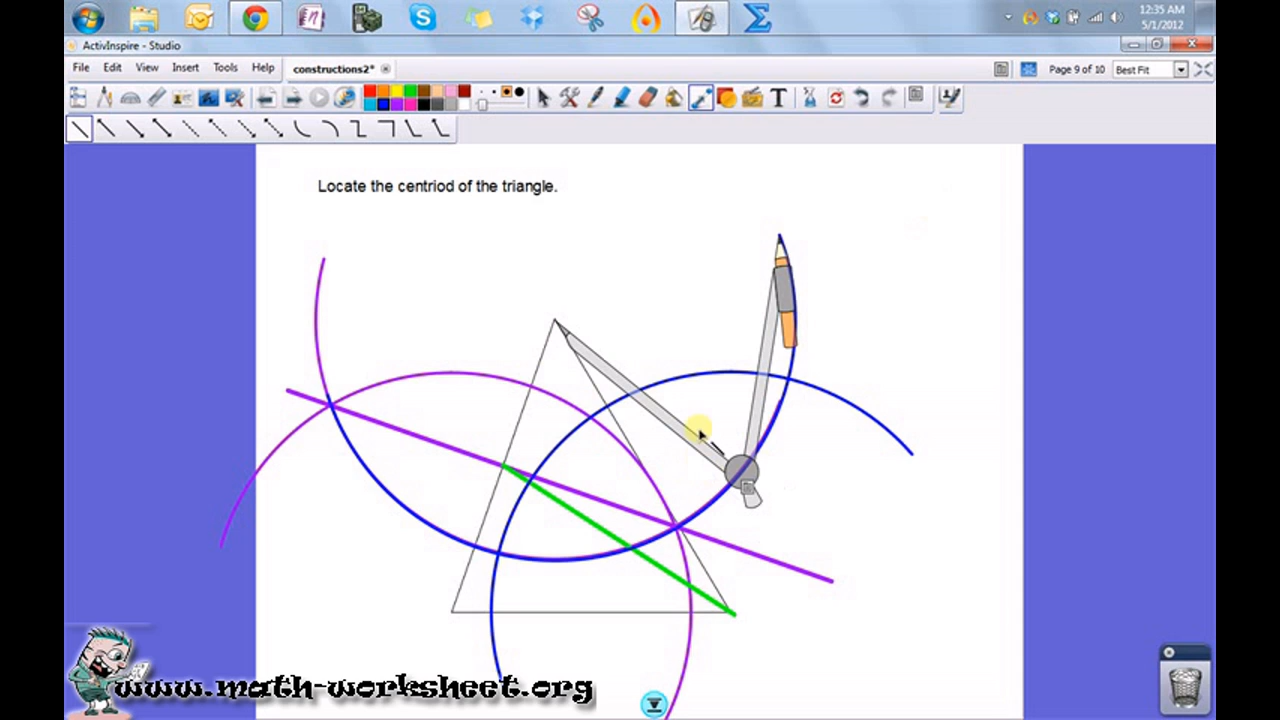 12:35 AM
5/1/2012
ActivInspire - Studio
File Edit View Insert Tools Help constructions2* Page 9 of 10 Best Fit
Locate the centriod of the triangle.
www.math-worksheet.org